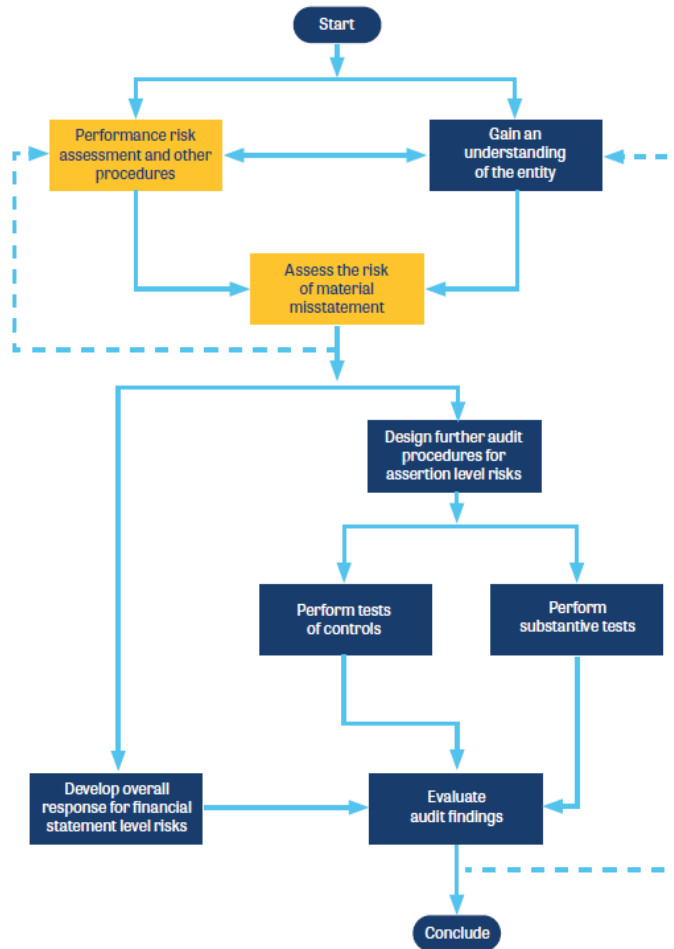 Start
Performance risk
assessment and other
procedures
Gain an
understanding
of the entity
Assess the risk
of material
misstatement
Design further audit
procedures for
assertion level risks
Perform tests
of controls
Perform
substantive tests
Develop overall
response for financial
statement level risks
Evaluate
audit findings
Conclude